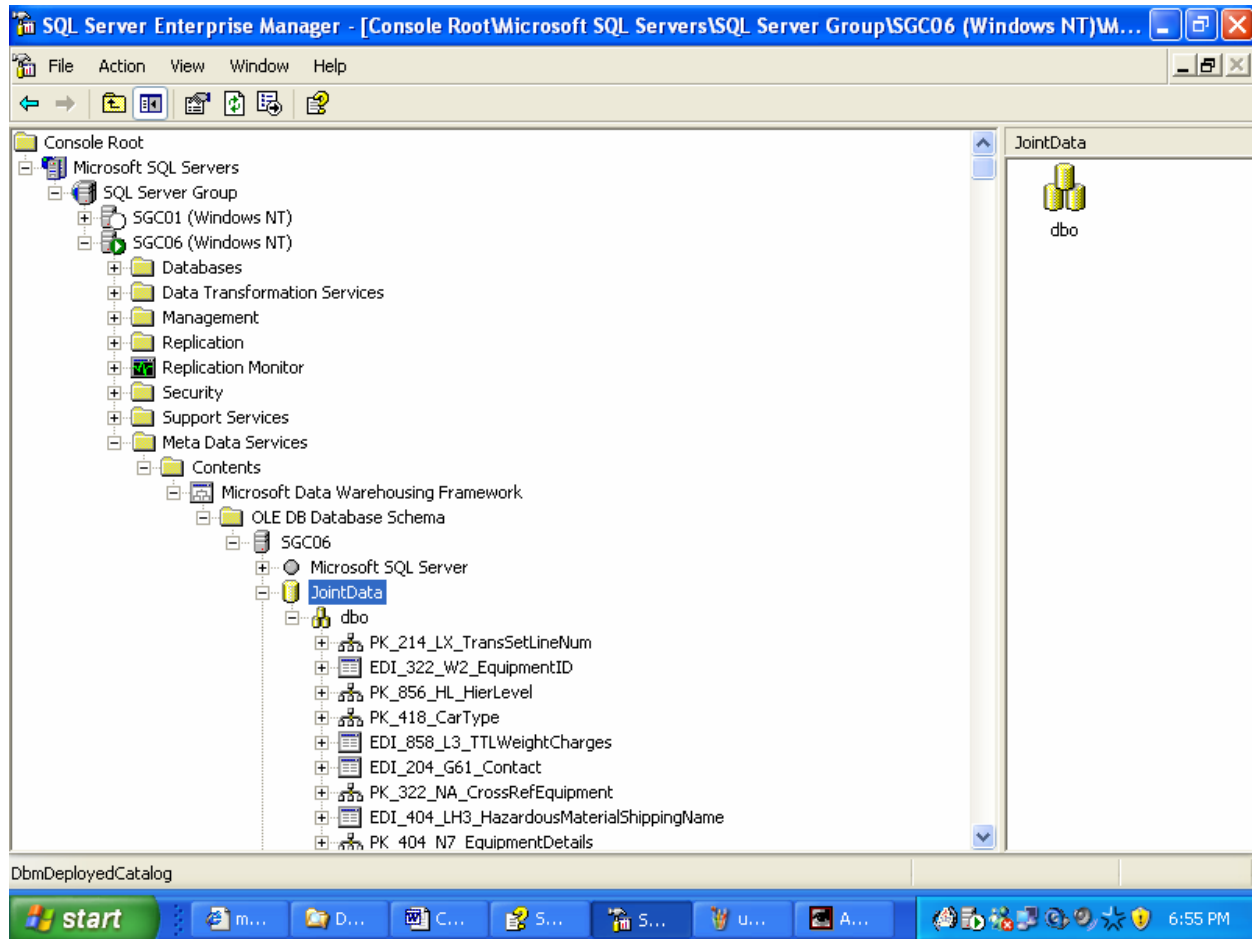 SQL Server Enterprise Manager - [Console Root\Microsoft SQL Servers\SQL Server Group\SGC06 (Windows NT)\M...
File Action View Window Help
Console Root
Microsoft SQL Servers
SQL Server Group
SGC01 (Windows NT)
SGC06 (Windows NT)
Databases
Data Transformation Services
Management
Replication
Replication Monitor
Security
Support Services
Meta Data Services
Contents
Microsoft Data Warehousing Framework
OLE DB Database Schema
SGC06
Microsoft SQL Server
JointData
dbo
PK_214_LX_TransSetLineNum
EDI_322_W2_EquipmentID
PK_856_HL_HierLevel
PK_418_CarType
EDI_858_L3_TTLWeightCharges
EDI_204_G61_Contact
PK_322_NA_CrossRefEquipment
EDI_404_LH3_HazardousMaterialShippingName
PK_404_N7_EquipmentDetails
JointData
dbo
DbmDeployedCatalog
start m... D... C... S... S... u... A... 6:55 PM